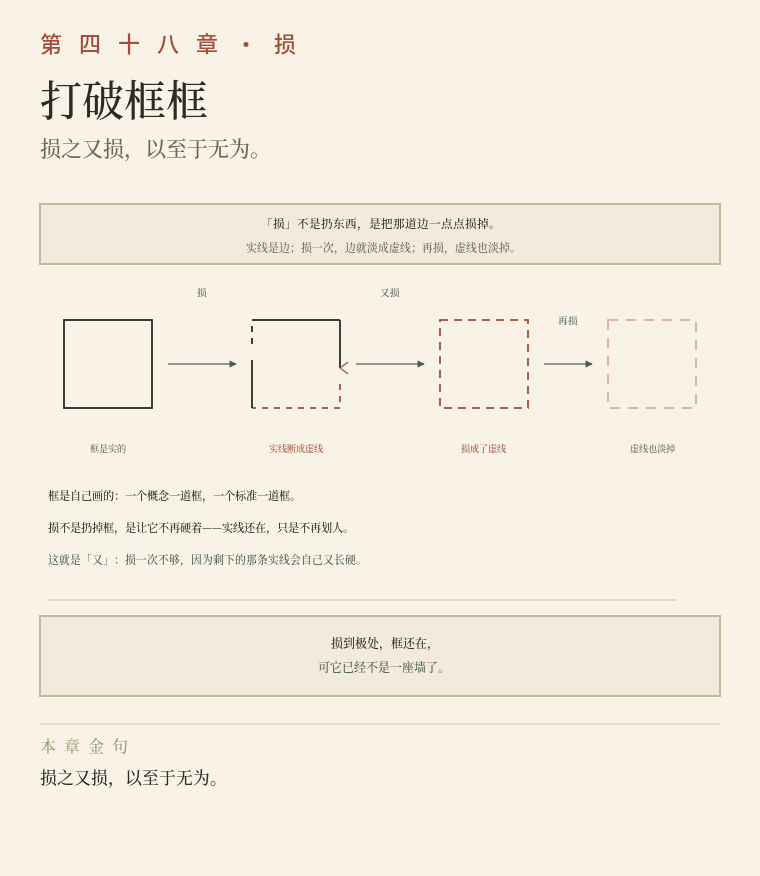 第四十八章·损
打破框框
损之又损，以至于无为。
「损」不是扔东西，是把那道边一点点损掉。
实线是边；损一次，边就淡成虚线；再损，虚线也淡掉。
损
又损
再损
框是实的
实线断成虚线
损成了虚线
虚线也淡掉
框是自己画的：一个概念一道框，一个标准一道框。
损不是扔掉框，是让它不再硬着——实线还在，只是不再划人。
这就是「又」：损一次不够，因为剩下的那条实线会自己又长硬。
损到极处，框还在，
可它已经不是一座墙了。
本章金句
损之又损，以至于无为。